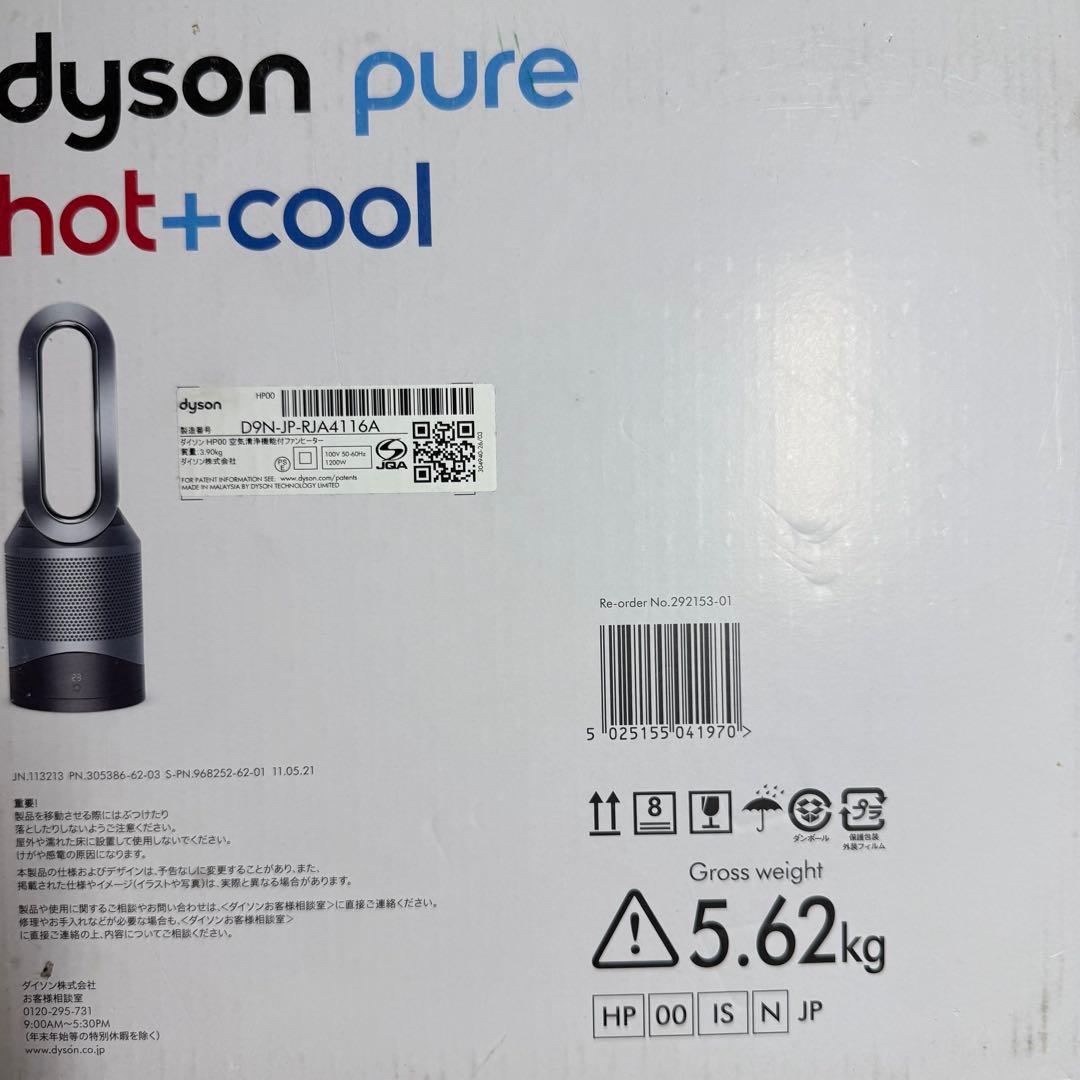 dyson pure
hot+cool
dyson
HP00
製造番号 D9N-JP-RJA4116A
ダイソン HP00 空気清浄機能付ファンヒーター
質量:3.90kg
ダイソン株式会社
PS
E
100V 50-60Hz
1200W
JQA
304940-26/03
FOR PATENT INFORMATION SEE: www.dyson.com/patents
MADE IN MALAYSIA BY DYSON TECHNOLOGY LIMITED
23
Re-order No.292153-01
5 025155 041970 >
JN.113213 PN.305386-62-03 S-PN.968252-62-01 11.05.21
重要!
製品を移動させる際にはぶつけたり
落としたりしないようご注意ください。
屋外や濡れた床に設置して使用しないでください。
けがや感電の原因になります。
本製品の仕様およびデザインは、予告なしに変更することがあり、また、
掲載された仕様やイメージ(イラストや写真)は、実際と異なる場合があります。
製品や使用に関するご相談やお問い合わせは、<ダイソンお客様相談室>に直接ご連絡ください。
修理やお手入れなどが必要な場合も、<ダイソンお客様相談室>
に直接ご連絡の上、内容についてご相談ください。
8
ダンボール
プラ
保護包装
外装フィルム
Gross weight
5.62kg
HP 00 IS N JP
ダイソン株式会社
お客様相談室
0120-295-731
9:00AM〜5:30PM
(年末年始等の特別休暇を除く)
www.dyson.co.jp